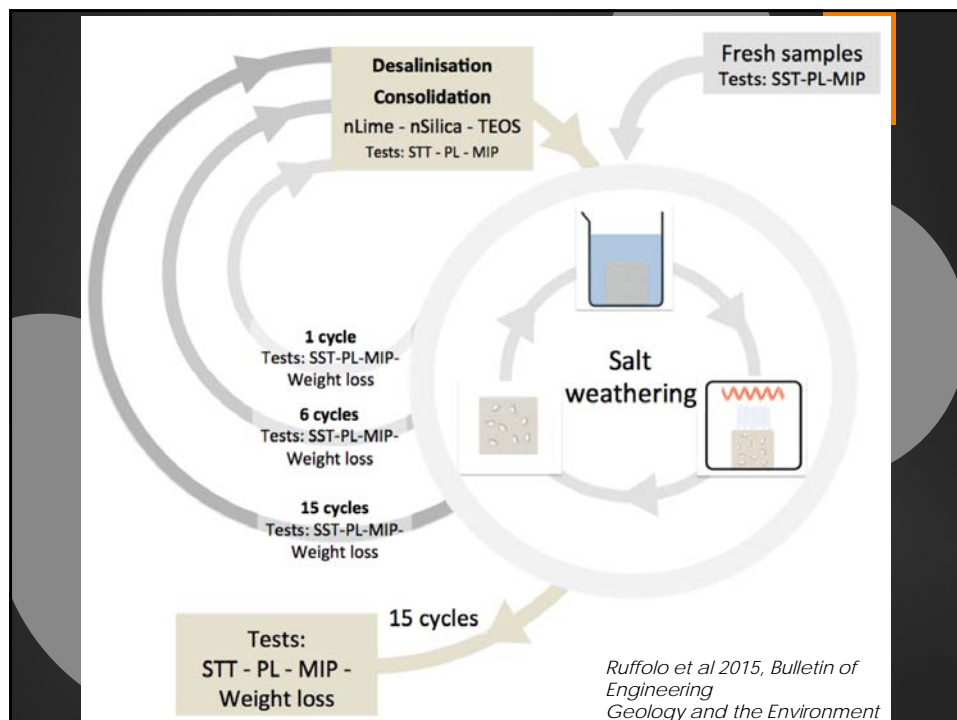 Desalinisation
Consolidation
nLime - nSilica - TEOS
Tests: STT - PL - MIP
Fresh samples
Tests: SST-PL-MIP
Salt
weathering
1 cycle
Tests: SST-PL-MIP-
Weight loss
6 cycles
Tests: SST-PL-MIP-
Weight loss
15 cycles
Tests: SST-PL-MIP-
Weight loss
15 cycles
Tests:
STT - PL - MIP -
Weight loss
Ruffolo et al 2015, Bulletin of
Engineering
Geology and the Environment